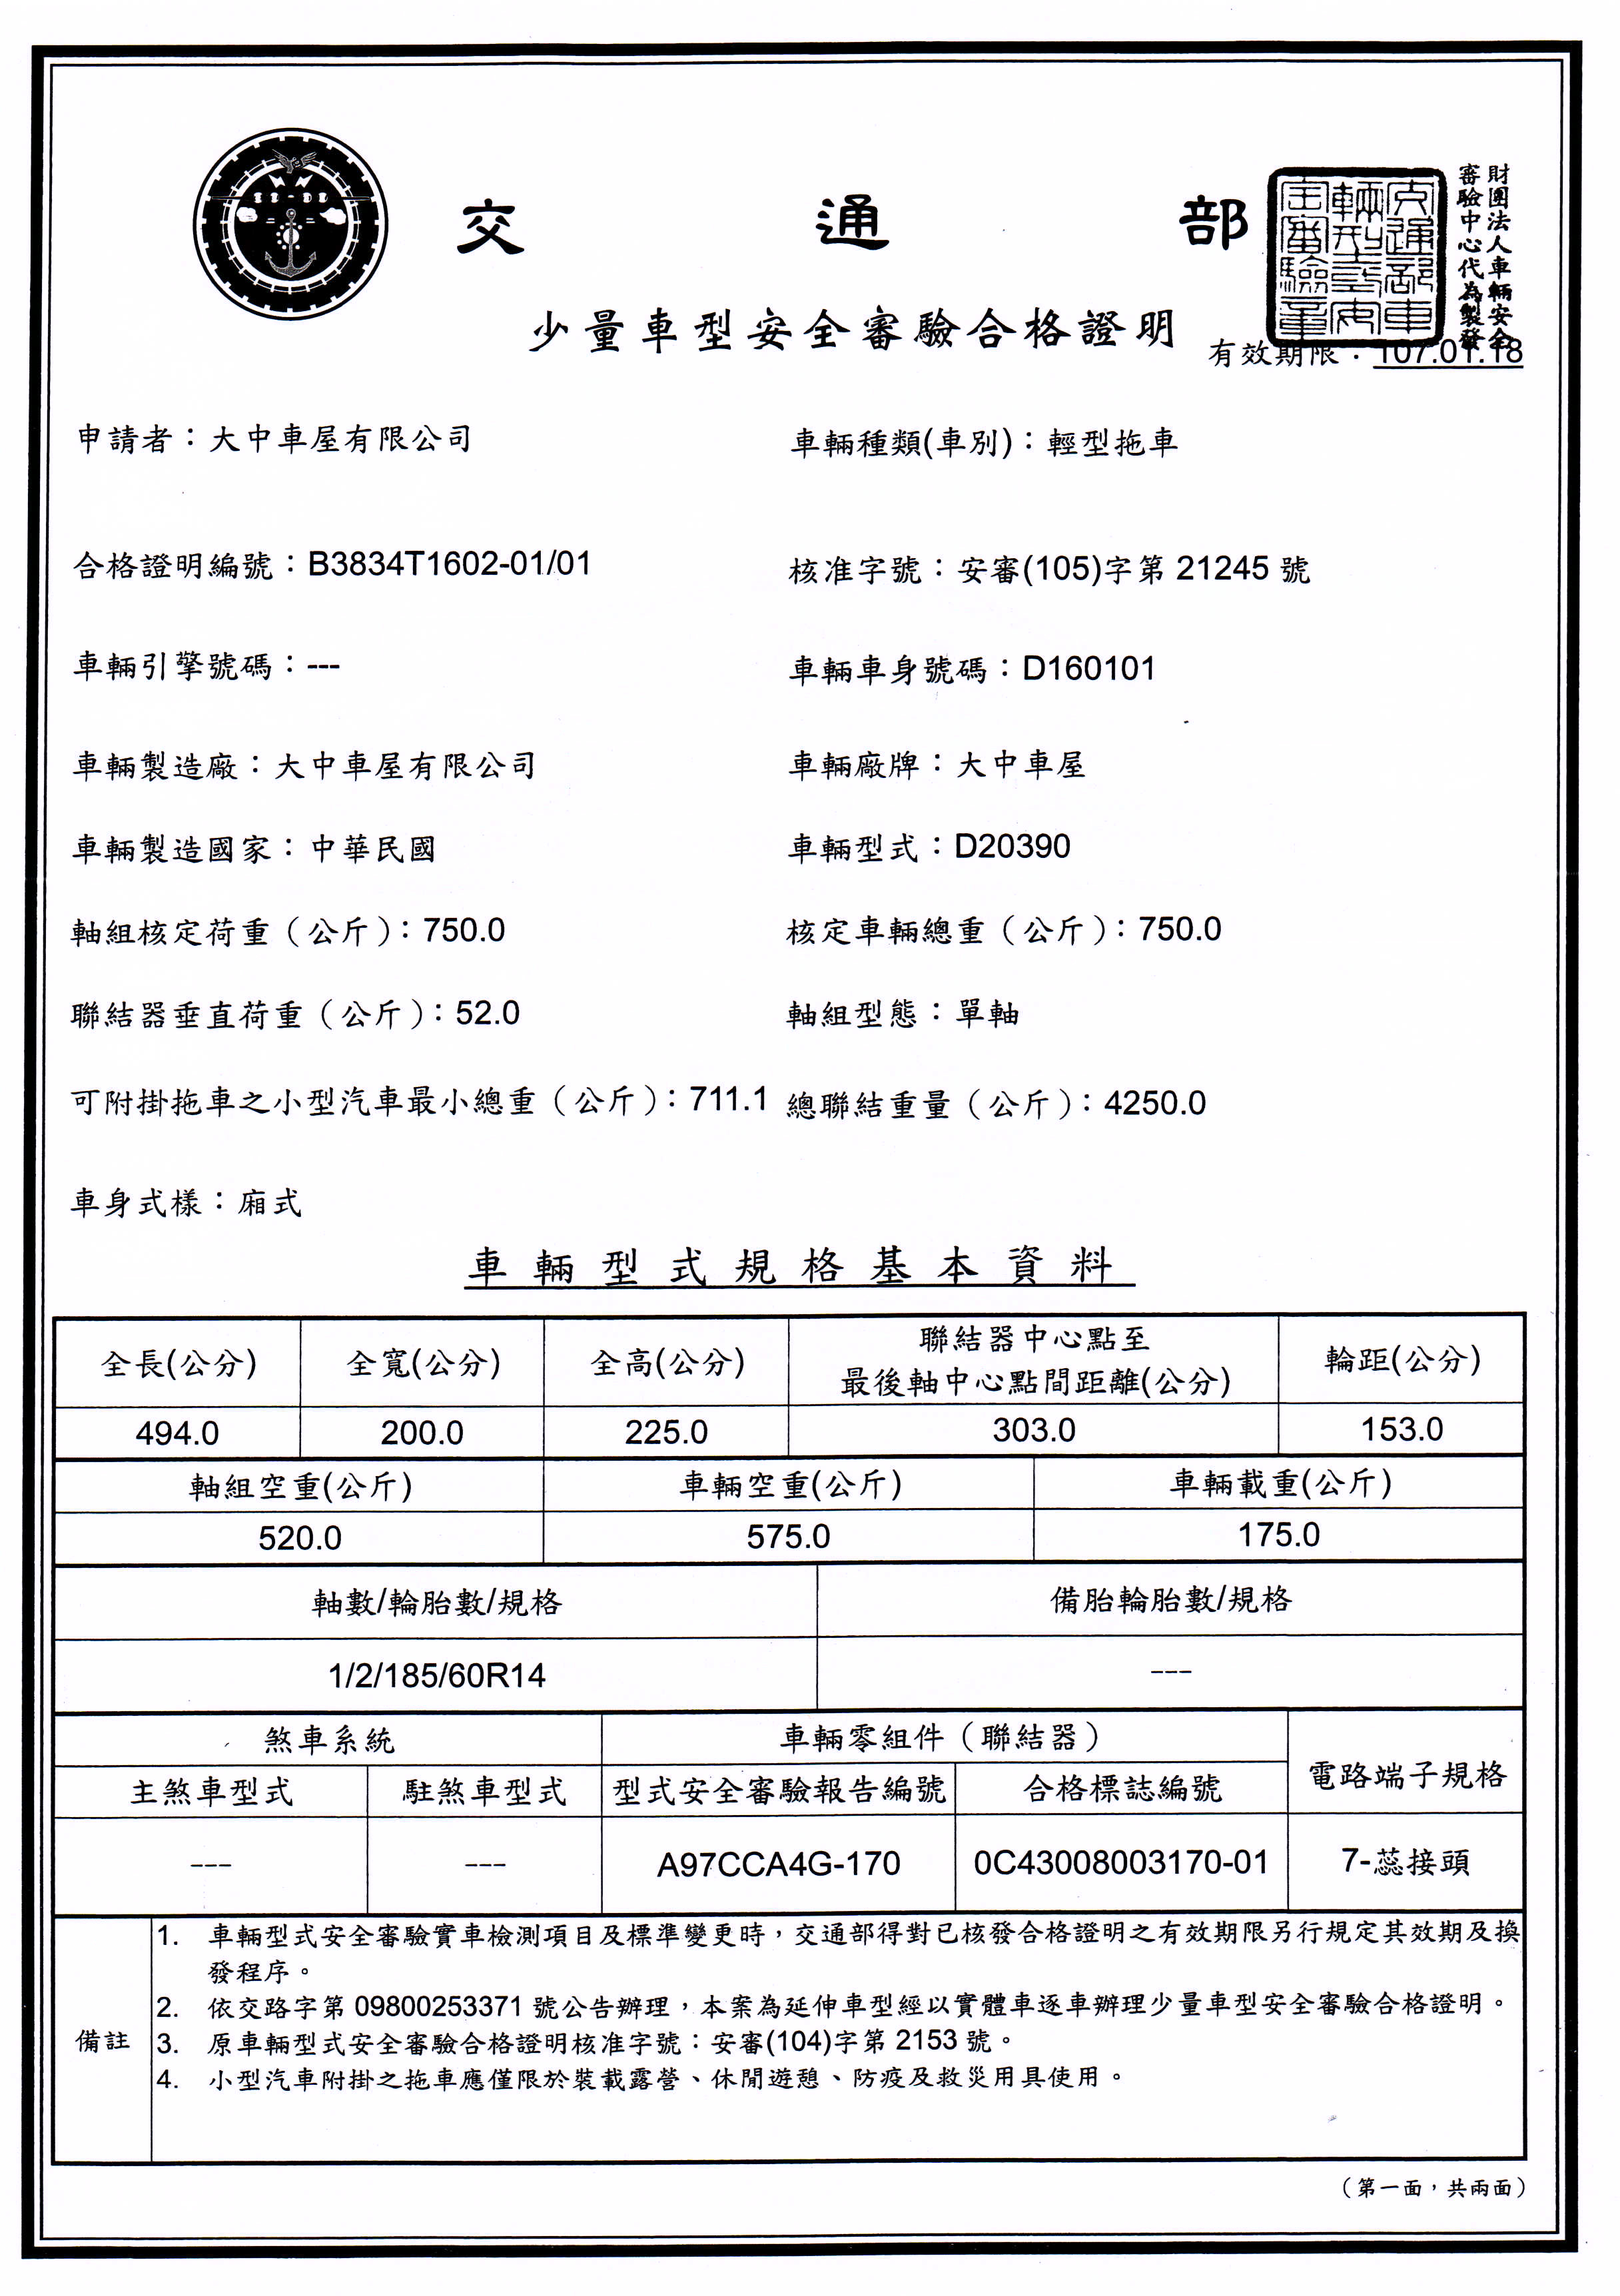 交通部
少量車型安全審驗合格證明
交通部車輛型式安全審驗章
財團法人車輛安全
審驗中心代為製發
有效期限：107.01.18
申請者：大中車屋有限公司
車輛種類(車別)：輕型拖車
合格證明編號：B3834T1602-01/01
核准字號：安審(105)字第 21245 號
車輛引擎號碼：---
車輛車身號碼：D160101
車輛製造廠：大中車屋有限公司
車輛廠牌：大中車屋
車輛製造國家：中華民國
車輛型式：D20390
軸組核定荷重（公斤）：750.0
核定車輛總重（公斤）：750.0
聯結器垂直荷重（公斤）：52.0
軸組型態：單軸
可附掛拖車之小型汽車最小總重（公斤）：711.1
總聯結重量（公斤）：4250.0
車身式樣：廂式
車輛型式規格基本資料
全長(公分) 全寬(公分) 全高(公分) 聯結器中心點至 輪距(公分)
最後軸中心點間距離(公分)
494.0 200.0 225.0 303.0 153.0
軸組空重(公斤) 車輛空重(公斤) 車輛載重(公斤)
520.0 575.0 175.0
軸數/輪胎數/規格 備胎輪胎數/規格
1/2/185/60R14 ---
煞車系統 車輛零組件（聯結器） 電路端子規格
主煞車型式 駐煞車型式 型式安全審驗報告編號 合格標誌編號
--- --- A97CCA4G-170 0C43008003170-01 7-蕊接頭
備註
1. 車輛型式安全審驗實車檢測項目及標準變更時，交通部得對已核發合格證明之有效期限另行規定其效期及換
發程序。
2. 依交路字第 09800253371 號公告辦理，本案為延伸車型經以實體車逐車辦理少量車型安全審驗合格證明。
3. 原車輛型式安全審驗合格證明核准字號：安審(104)字第 2153 號。
4. 小型汽車附掛之拖車應僅限於裝載露營、休閒遊憩、防疫及救災用具使用。
（第一面，共兩面）